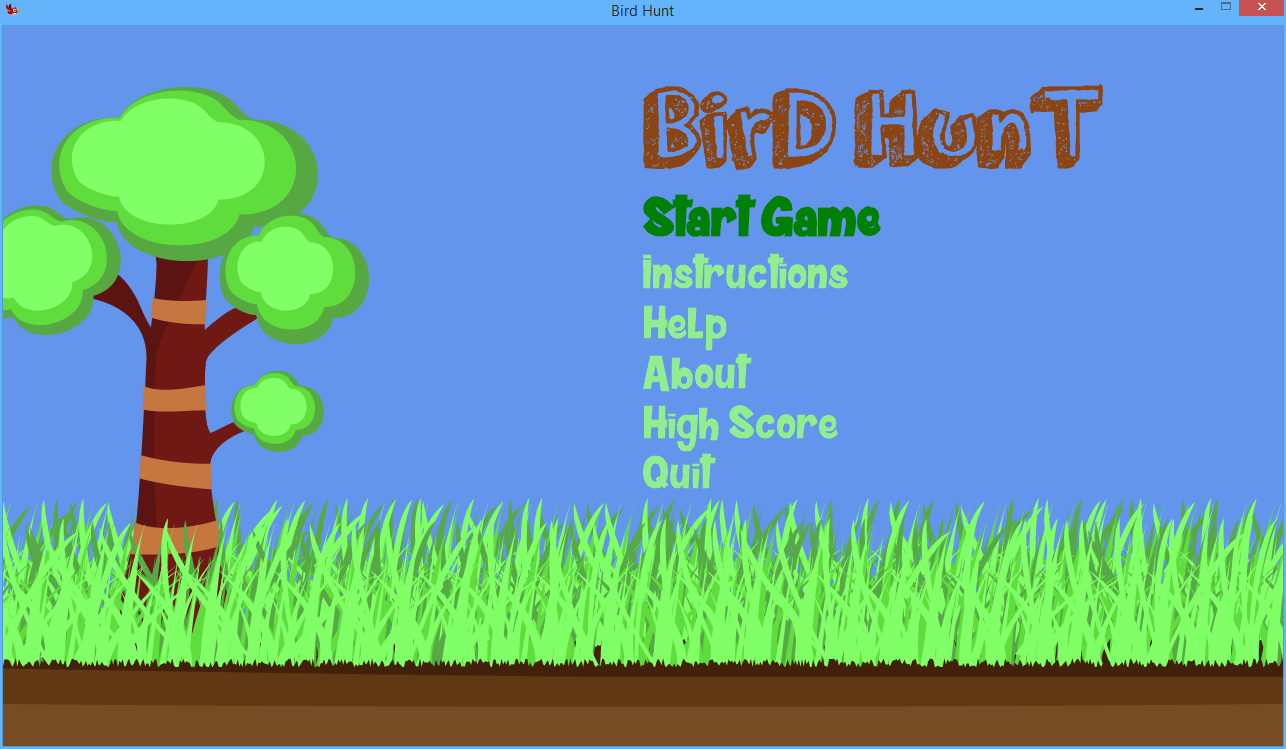 Bird Hunt
BirD HunT
Start Game
Instructions
HeLp
About
High Score
Quit